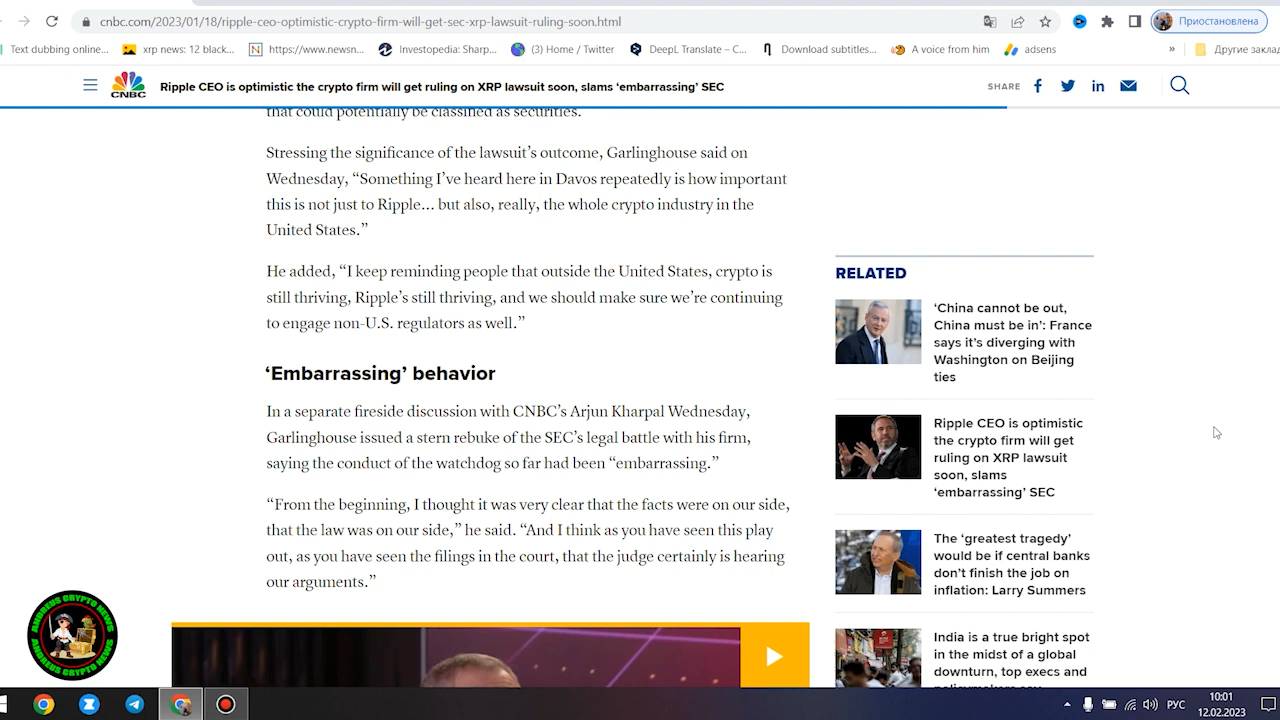 cnbc.com/2023/01/18/ripple-ceo-optimistic-crypto-firm-will-get-sec-xrp-lawsuit-ruling-soon.html
Приостановлена
Text dubbing online...
xrp news: 12 black...
https://www.newsn...
Investopedia: Sharp...
(3) Home / Twitter
DeepL Translate – C...
Download subtitles...
A voice from him
adsens
»
Другие закла
CNBC
Ripple CEO is optimistic the crypto firm will get ruling on XRP lawsuit soon, slams ‘embarrassing’ SEC
SHARE
that could potentially be classified as securities.
Stressing the significance of the lawsuit’s outcome, Garlinghouse said on
Wednesday, “Something I’ve heard here in Davos repeatedly is how important
this is not just to Ripple… but also, really, the whole crypto industry in the
United States.”
He added, “I keep reminding people that outside the United States, crypto is
still thriving, Ripple’s still thriving, and we should make sure we’re continuing
to engage non-U.S. regulators as well.”
‘Embarrassing’ behavior
In a separate fireside discussion with CNBC’s Arjun Kharpal Wednesday,
Garlinghouse issued a stern rebuke of the SEC’s legal battle with his firm,
saying the conduct of the watchdog so far had been “embarrassing.”
“From the beginning, I thought it was very clear that the facts were on our side,
that the law was on our side,” he said. “And I think as you have seen this play
out, as you have seen the filings in the court, that the judge certainly is hearing
our arguments.”
RELATED
‘China cannot be out,
China must be in’: France
says it’s diverging with
Washington on Beijing
ties
Ripple CEO is optimistic
the crypto firm will get
ruling on XRP lawsuit
soon, slams
‘embarrassing’ SEC
The ‘greatest tragedy’
would be if central banks
don’t finish the job on
inflation: Larry Summers
India is a true bright spot
in the midst of a global
downturn, top execs and
ANDREUS CRYPTO NEWS
ANDREUS CRYPTO NEWS
РУС
10:01
12.02.2023